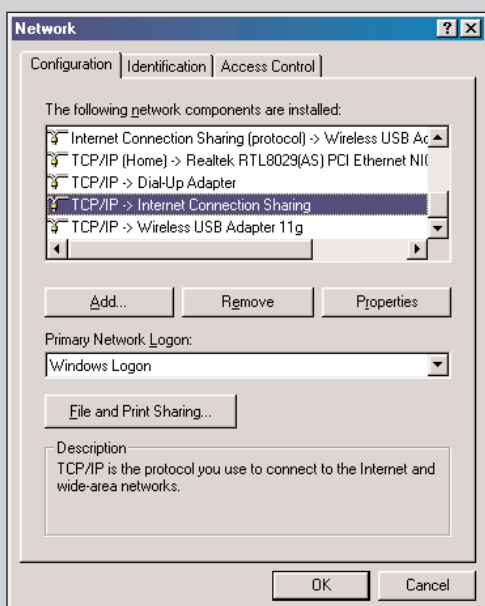 Network
Configuration Identification Access Control
The following network components are installed:
Internet Connection Sharing (protocol) -> Wireless USB Ac
TCP/IP (Home) -> Realtek RTL8029(AS) PCI Ethernet NI(
TCP/IP -> Dial-Up Adapter
TCP/IP -> Internet Connection Sharing
TCP/IP -> Wireless USB Adapter 11g
Add... Remove Properties
Primary Network Logon:
Windows Logon
File and Print Sharing...
Description
TCP/IP is the protocol you use to connect to the Internet and
wide-area networks.
OK Cancel